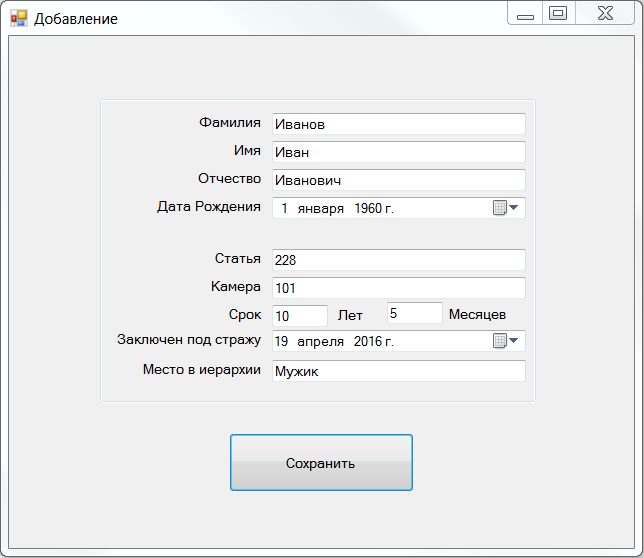 Добавление
Фамилия Иванов
Имя Иван
Отчество Иванович
Дата Рождения 1 января 1960 г.
Статья 228
Камера 101
Срок 10 Лет 5 Месяцев
Заключен под стражу 19 апреля 2016 г.
Место в иерархии Мужик
Сохранить